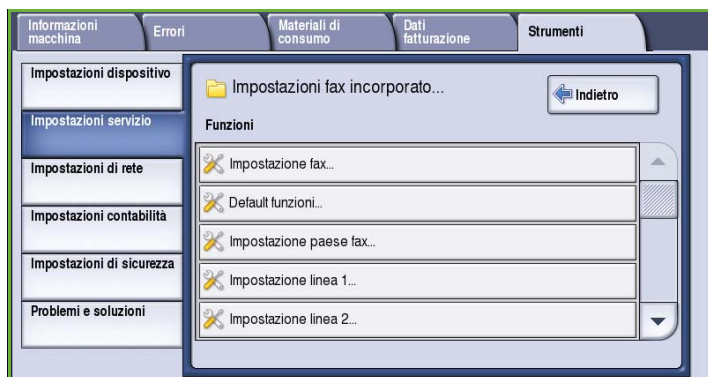 Informazioni
macchina
Errori
Materiali di
consumo
Dati
fatturazione
Strumenti
Impostazioni dispositivo
Impostazioni servizio
Impostazioni di rete
Impostazioni contabilità
Impostazioni di sicurezza
Problemi e soluzioni
Impostazioni fax incorporato...
Indietro
Funzioni
Impostazione fax...
Default funzioni...
Impostazione paese fax...
Impostazione linea 1...
Impostazione linea 2...